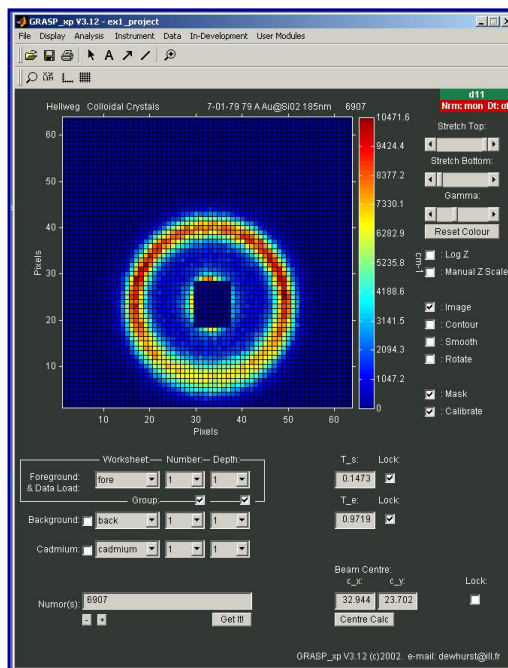 GRASP_xp V3.12 - ex1_project
File Display Analysis Instrument Data In-Development User Modules
A
d11
Nrm: mon Dt: of
Hellweg Colloidal Crystals 7-01-79 79 A Au@Si02 185nm 6907
Stretch Top:
Stretch Bottom:
Gamma:
Reset Colour
: Log Z
: Manual Z Scale
: Image
: Contour
: Smooth
: Rotate
: Mask
: Calibrate
60
50
40
30
20
10
Pixels
10 20 30 40 50 60
Pixels
10471.6
9424.4
8377.2
7330.1
6282.9
5235.8
4188.6
3141.5
2094.3
1047.2
0
cm-1
Worksheet: Number: Depth:
Foreground: & Data Load:
fore 1 1
Group:
Background: back 1 1
Cadmium: cadmium 1 1
T_s: Lock:
0.1473
T_e: Lock:
0.9719
Beam Centre:
c_x: c_y: Lock:
32.944 23.702
Centre Calc
Numor(s): 6907
- + Get It!
GRASP_xp V3.12 (c)2002. e-mail: dewhurst@ill.fr